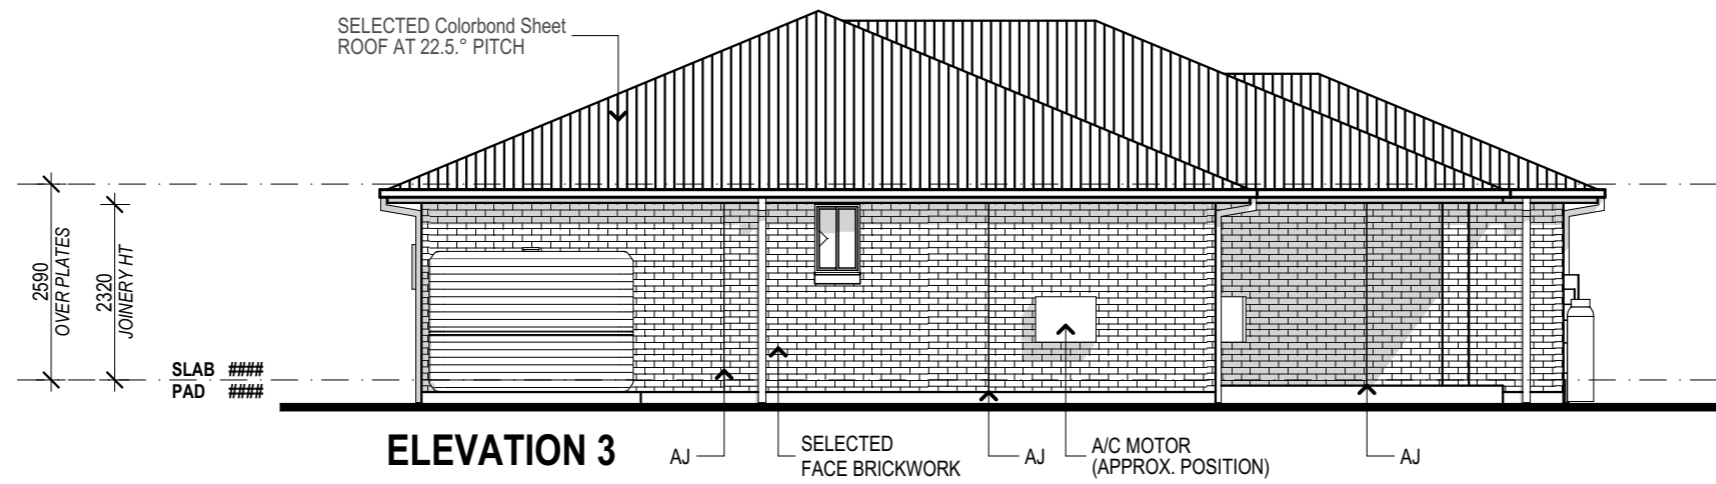 SELECTED Colorbond Sheet
ROOF AT 22.5.° PITCH
2590
OVER PLATES
2320
JOINERY HT
SLAB ####
PAD ####
ELEVATION 3
AJ
SELECTED
FACE BRICKWORK
AJ
A/C MOTOR
(APPROX. POSITION)
AJ